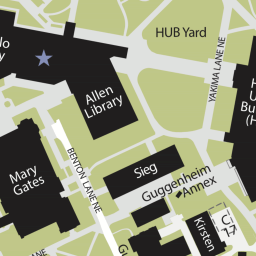 HUB Yard
YAKIMA LANE NE
Allen
Library
BENTON LANE NE
Mary
Gates
Sieg
Guggenheim
Annex
Kirsten